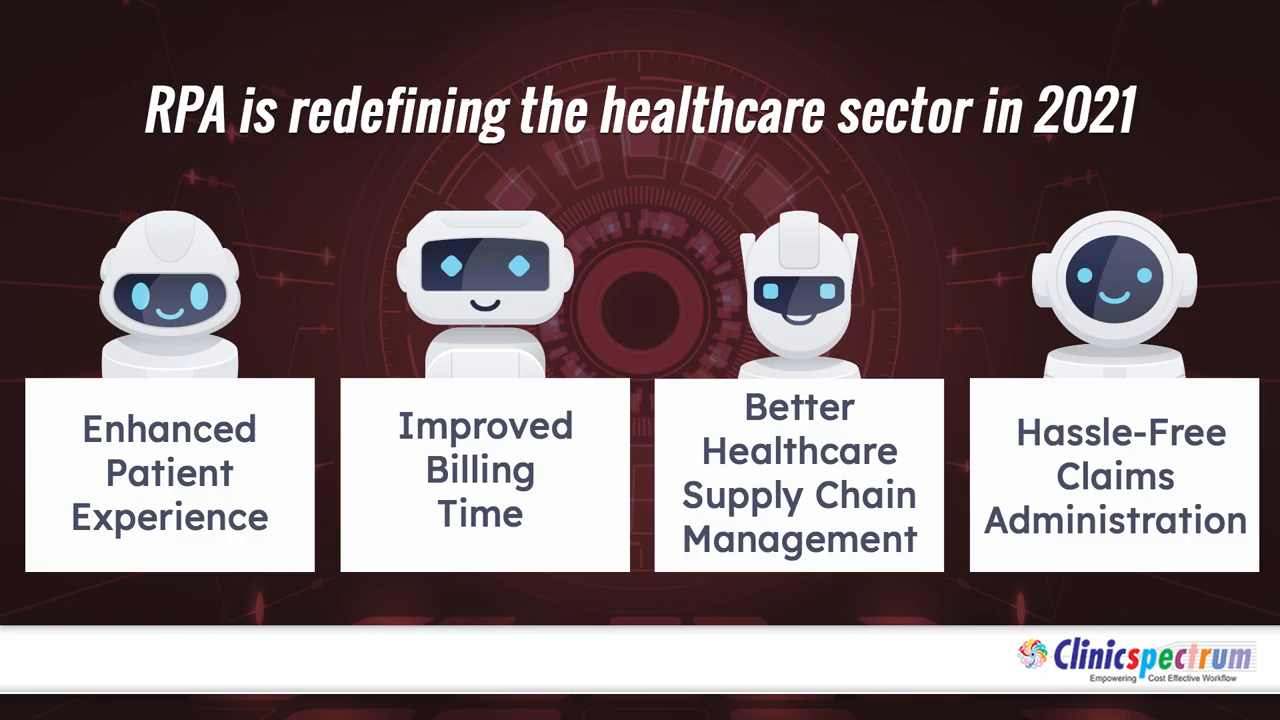 RPA is redefining the healthcare sector in 2021
Enhanced
Patient
Experience
Improved
Billing
Time
Better
Healthcare
Supply Chain
Management
Hassle-Free
Claims
Administration
Clinicspectrum
Empowering Cost Effective Workflow